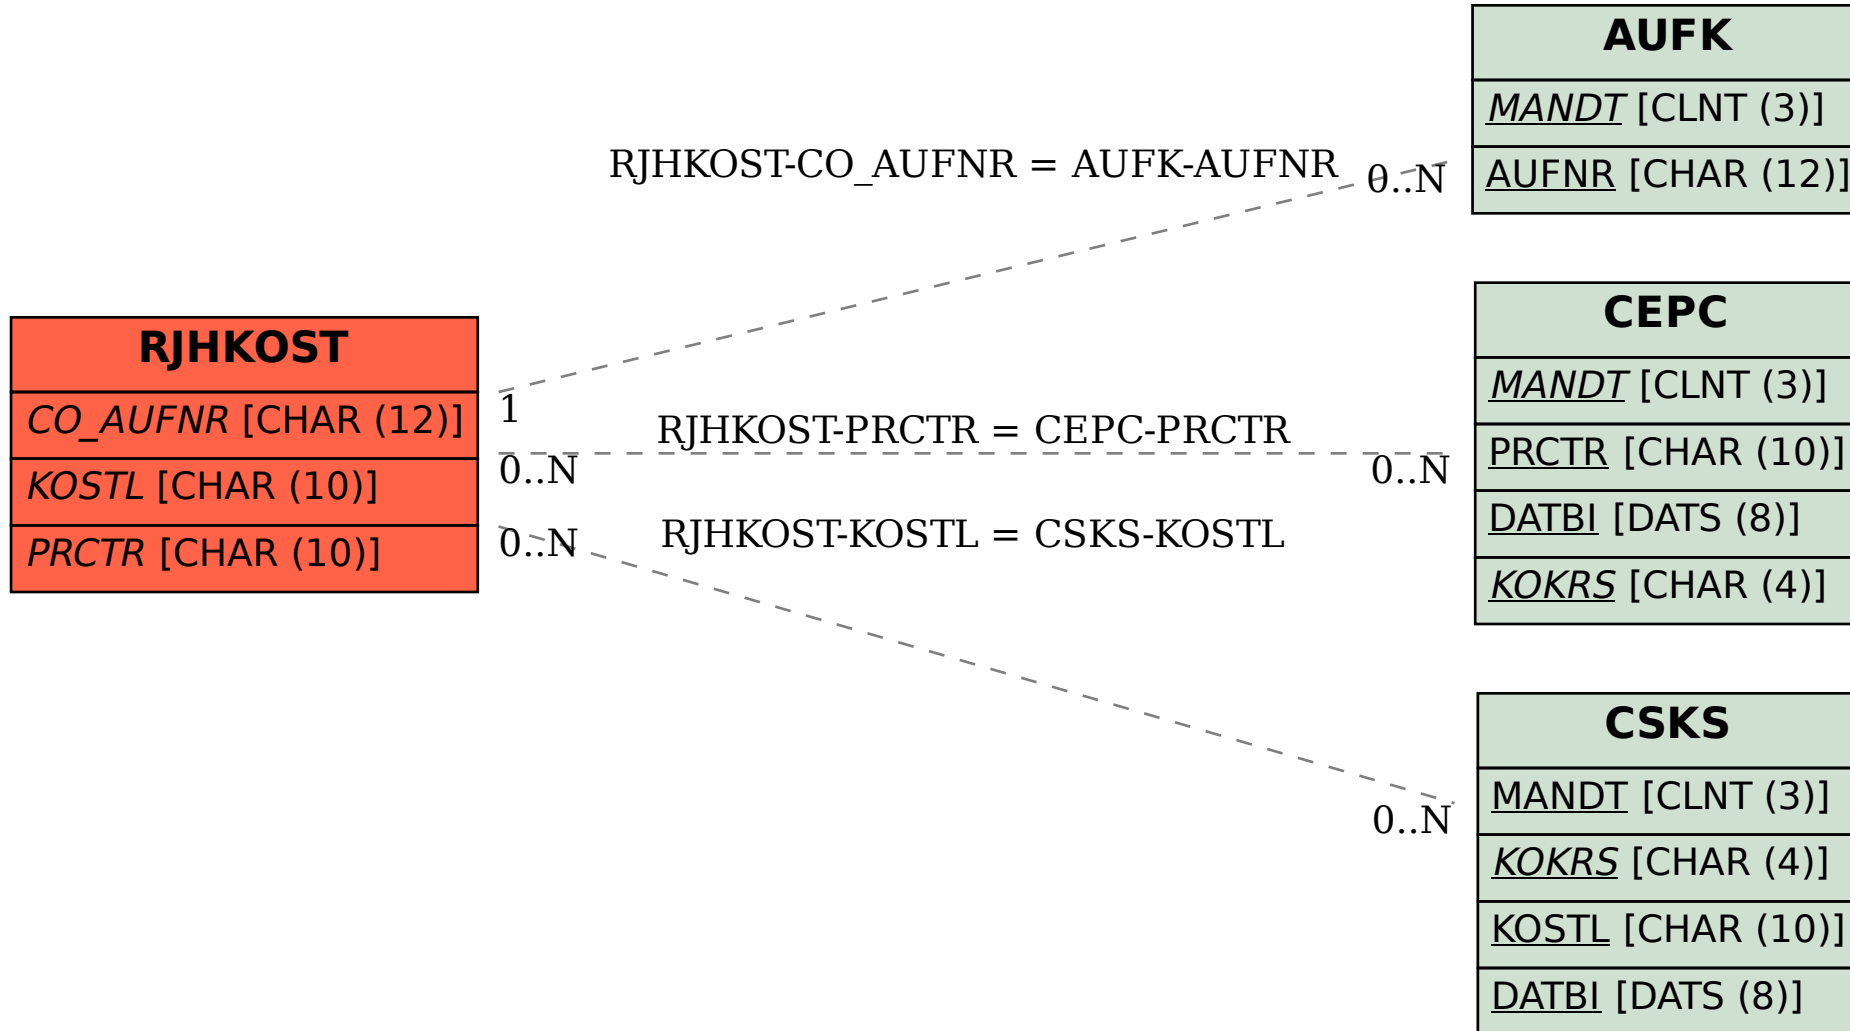 AUFK
MANDT [CLNT (3)]
AUFNR [CHAR (12)]
RJHKOST-CO_AUFNR = AUFK-AUFNR
0..N
CEPC
MANDT [CLNT (3)]
PRCTR [CHAR (10)]
DATBI [DATS (8)]
KOKRS [CHAR (4)]
RJHKOST
CO_AUFNR [CHAR (12)]
KOSTL [CHAR (10)]
PRCTR [CHAR (10)]
1
RJHKOST-PRCTR = CEPC-PRCTR
0..N
0..N
0..N
RJHKOST-KOSTL = CSKS-KOSTL
0..N
CSKS
MANDT [CLNT (3)]
KOKRS [CHAR (4)]
KOSTL [CHAR (10)]
DATBI [DATS (8)]